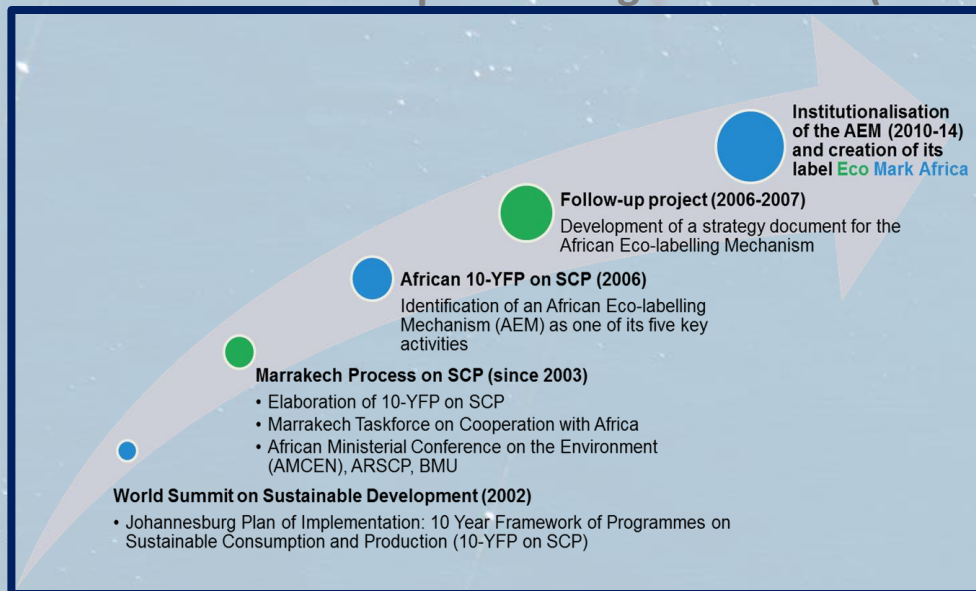 World Summit on Sustainable Development (2002)
• Johannesburg Plan of Implementation: 10 Year Framework of Programmes on
Sustainable Consumption and Production (10-YFP on SCP)
Marrakech Process on SCP (since 2003)
• Elaboration of 10-YFP on SCP
• Marrakech Taskforce on Cooperation with Africa
• African Ministerial Conference on the Environment
(AMCEN), ARSCP, BMU
African 10-YFP on SCP (2006)
Identification of an African Eco-labelling
Mechanism (AEM) as one of its five key
activities
Follow-up project (2006-2007)
Development of a strategy document for the
African Eco-labelling Mechanism
Institutionalisation
of the AEM (2010-14)
and creation of its
label Eco Mark Africa